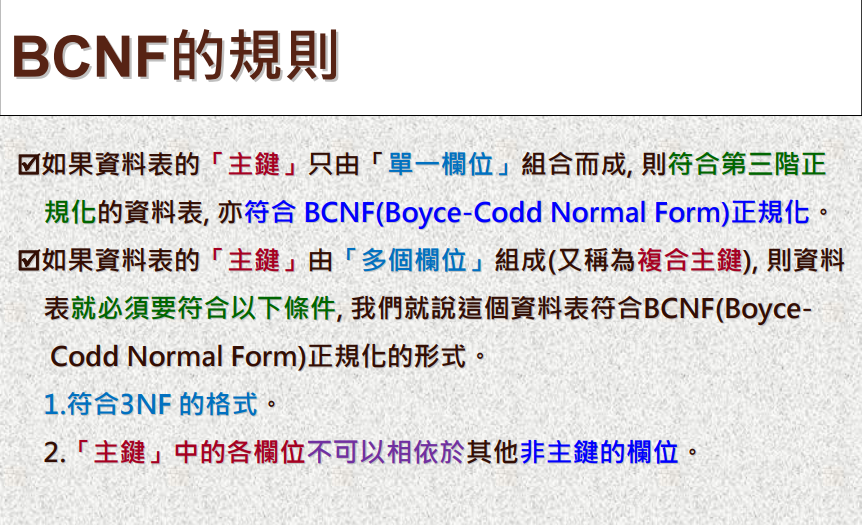 BCNF的規則
☑如果資料表的「主鍵」只由「單一欄位」組合而成, 則符合第三階正
規化的資料表, 亦符合 BCNF(Boyce-Codd Normal Form)正規化。
☑如果資料表的「主鍵」由「多個欄位」組成(又稱為複合主鍵), 則資料
表就必須要符合以下條件, 我們就說這個資料表符合BCNF(Boyce-
Codd Normal Form)正規化的形式。
1.符合3NF 的格式。
2.「主鍵」中的各欄位不可以相依於其他非主鍵的欄位。